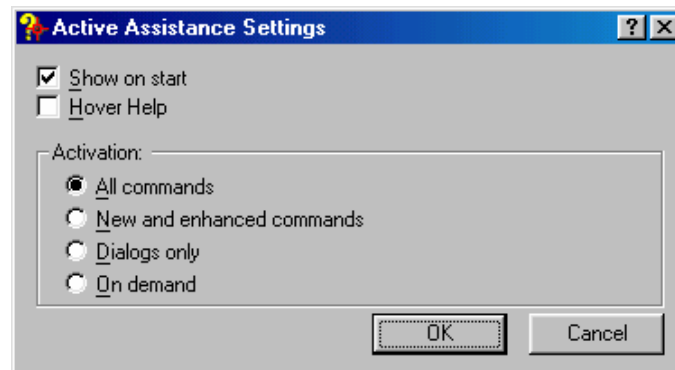 Active Assistance Settings
Show on start
Hover Help
Activation:
All commands
New and enhanced commands
Dialogs only
On demand
OK Cancel